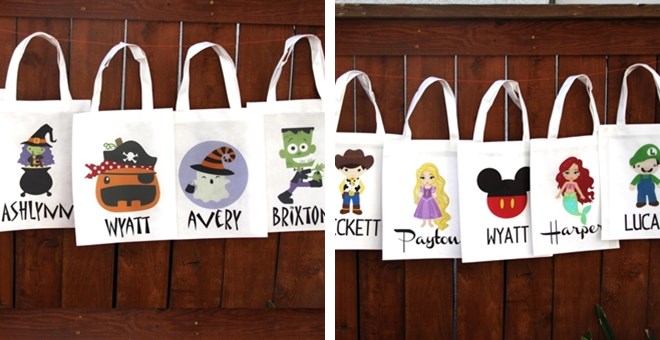 ASHLYNN
WYATT
AVERY
BRIXTON
CKETT
Payton
WYATT
Harper
LUCA
L